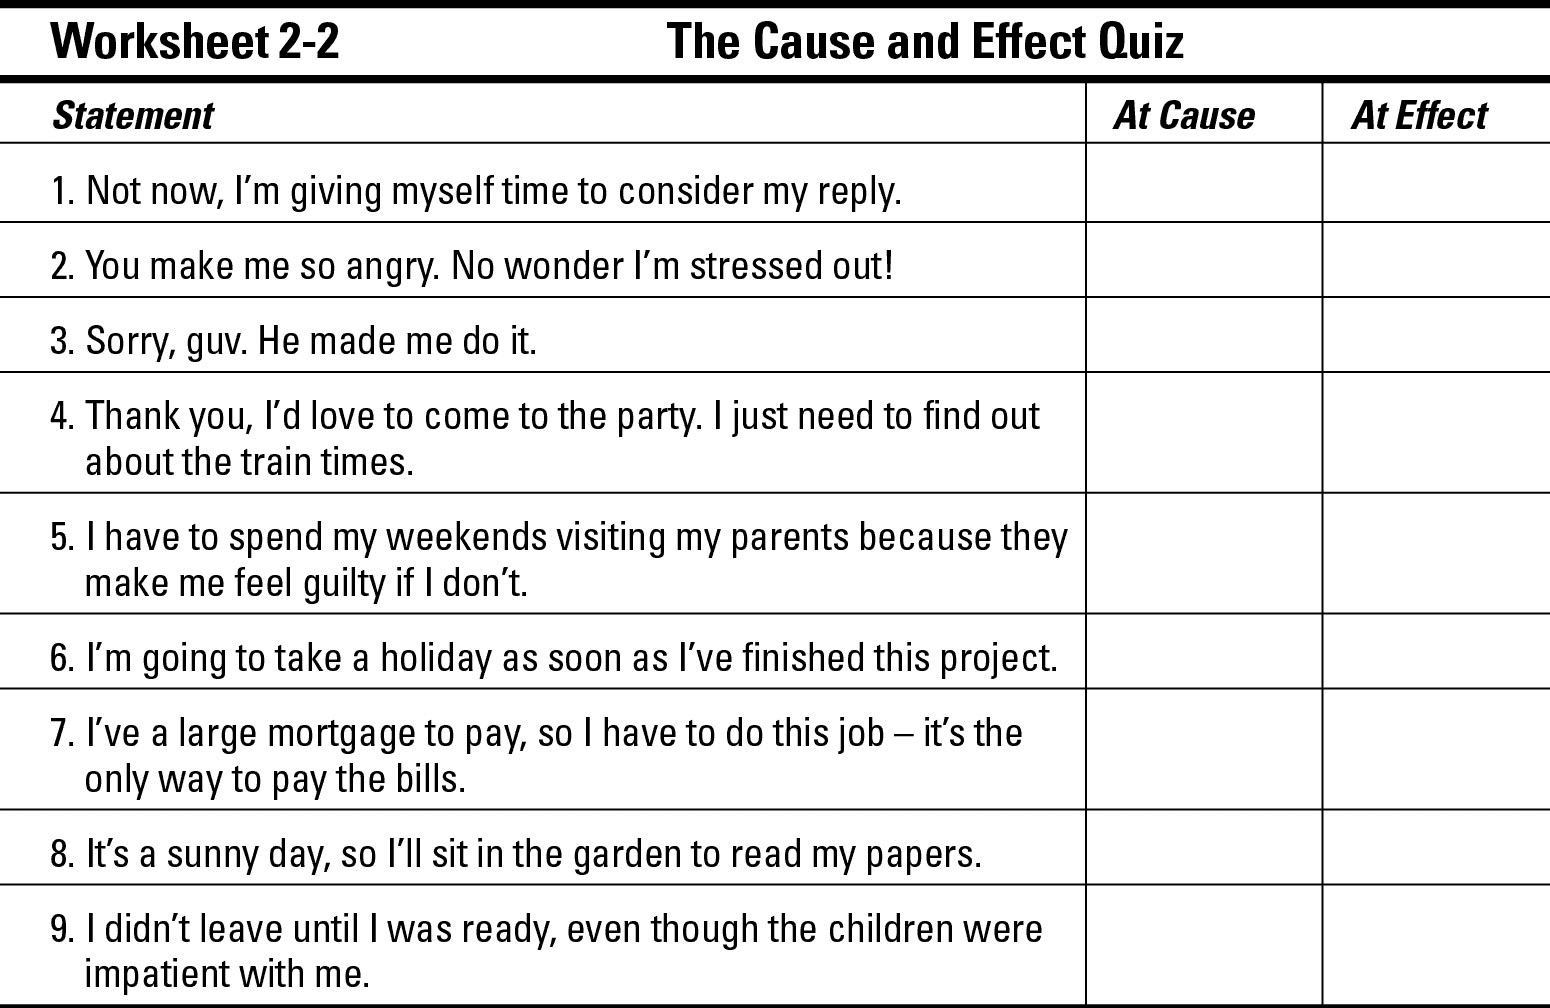 Worksheet 2-2 The Cause and Effect Quiz
Statement At Cause At Effect
1. Not now, I’m giving myself time to consider my reply.
2. You make me so angry. No wonder I’m stressed out!
3. Sorry, guv. He made me do it.
4. Thank you, I’d love to come to the party. I just need to find out
about the train times.
5. I have to spend my weekends visiting my parents because they
make me feel guilty if I don’t.
6. I’m going to take a holiday as soon as I’ve finished this project.
7. I’ve a large mortgage to pay, so I have to do this job – it’s the
only way to pay the bills.
8. It’s a sunny day, so I’ll sit in the garden to read my papers.
9. I didn’t leave until I was ready, even though the children were
impatient with me.